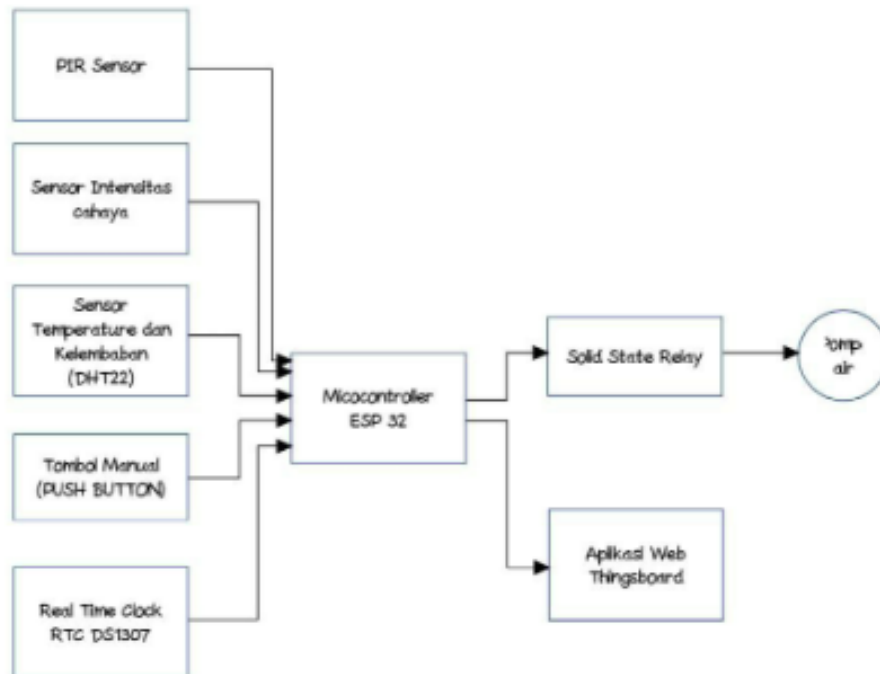 PIR Sensor
Sensor Intensitas
cahaya
Sensor
Temperature dan
Kelembaban
(DHT22)
Tombol Manual
(PUSH BUTTON)
Real Time Clock
RTC DS1307
Micocontroller
ESP 32
Solid State Relay
omp
air
Aplikasi Web
Thingsboard